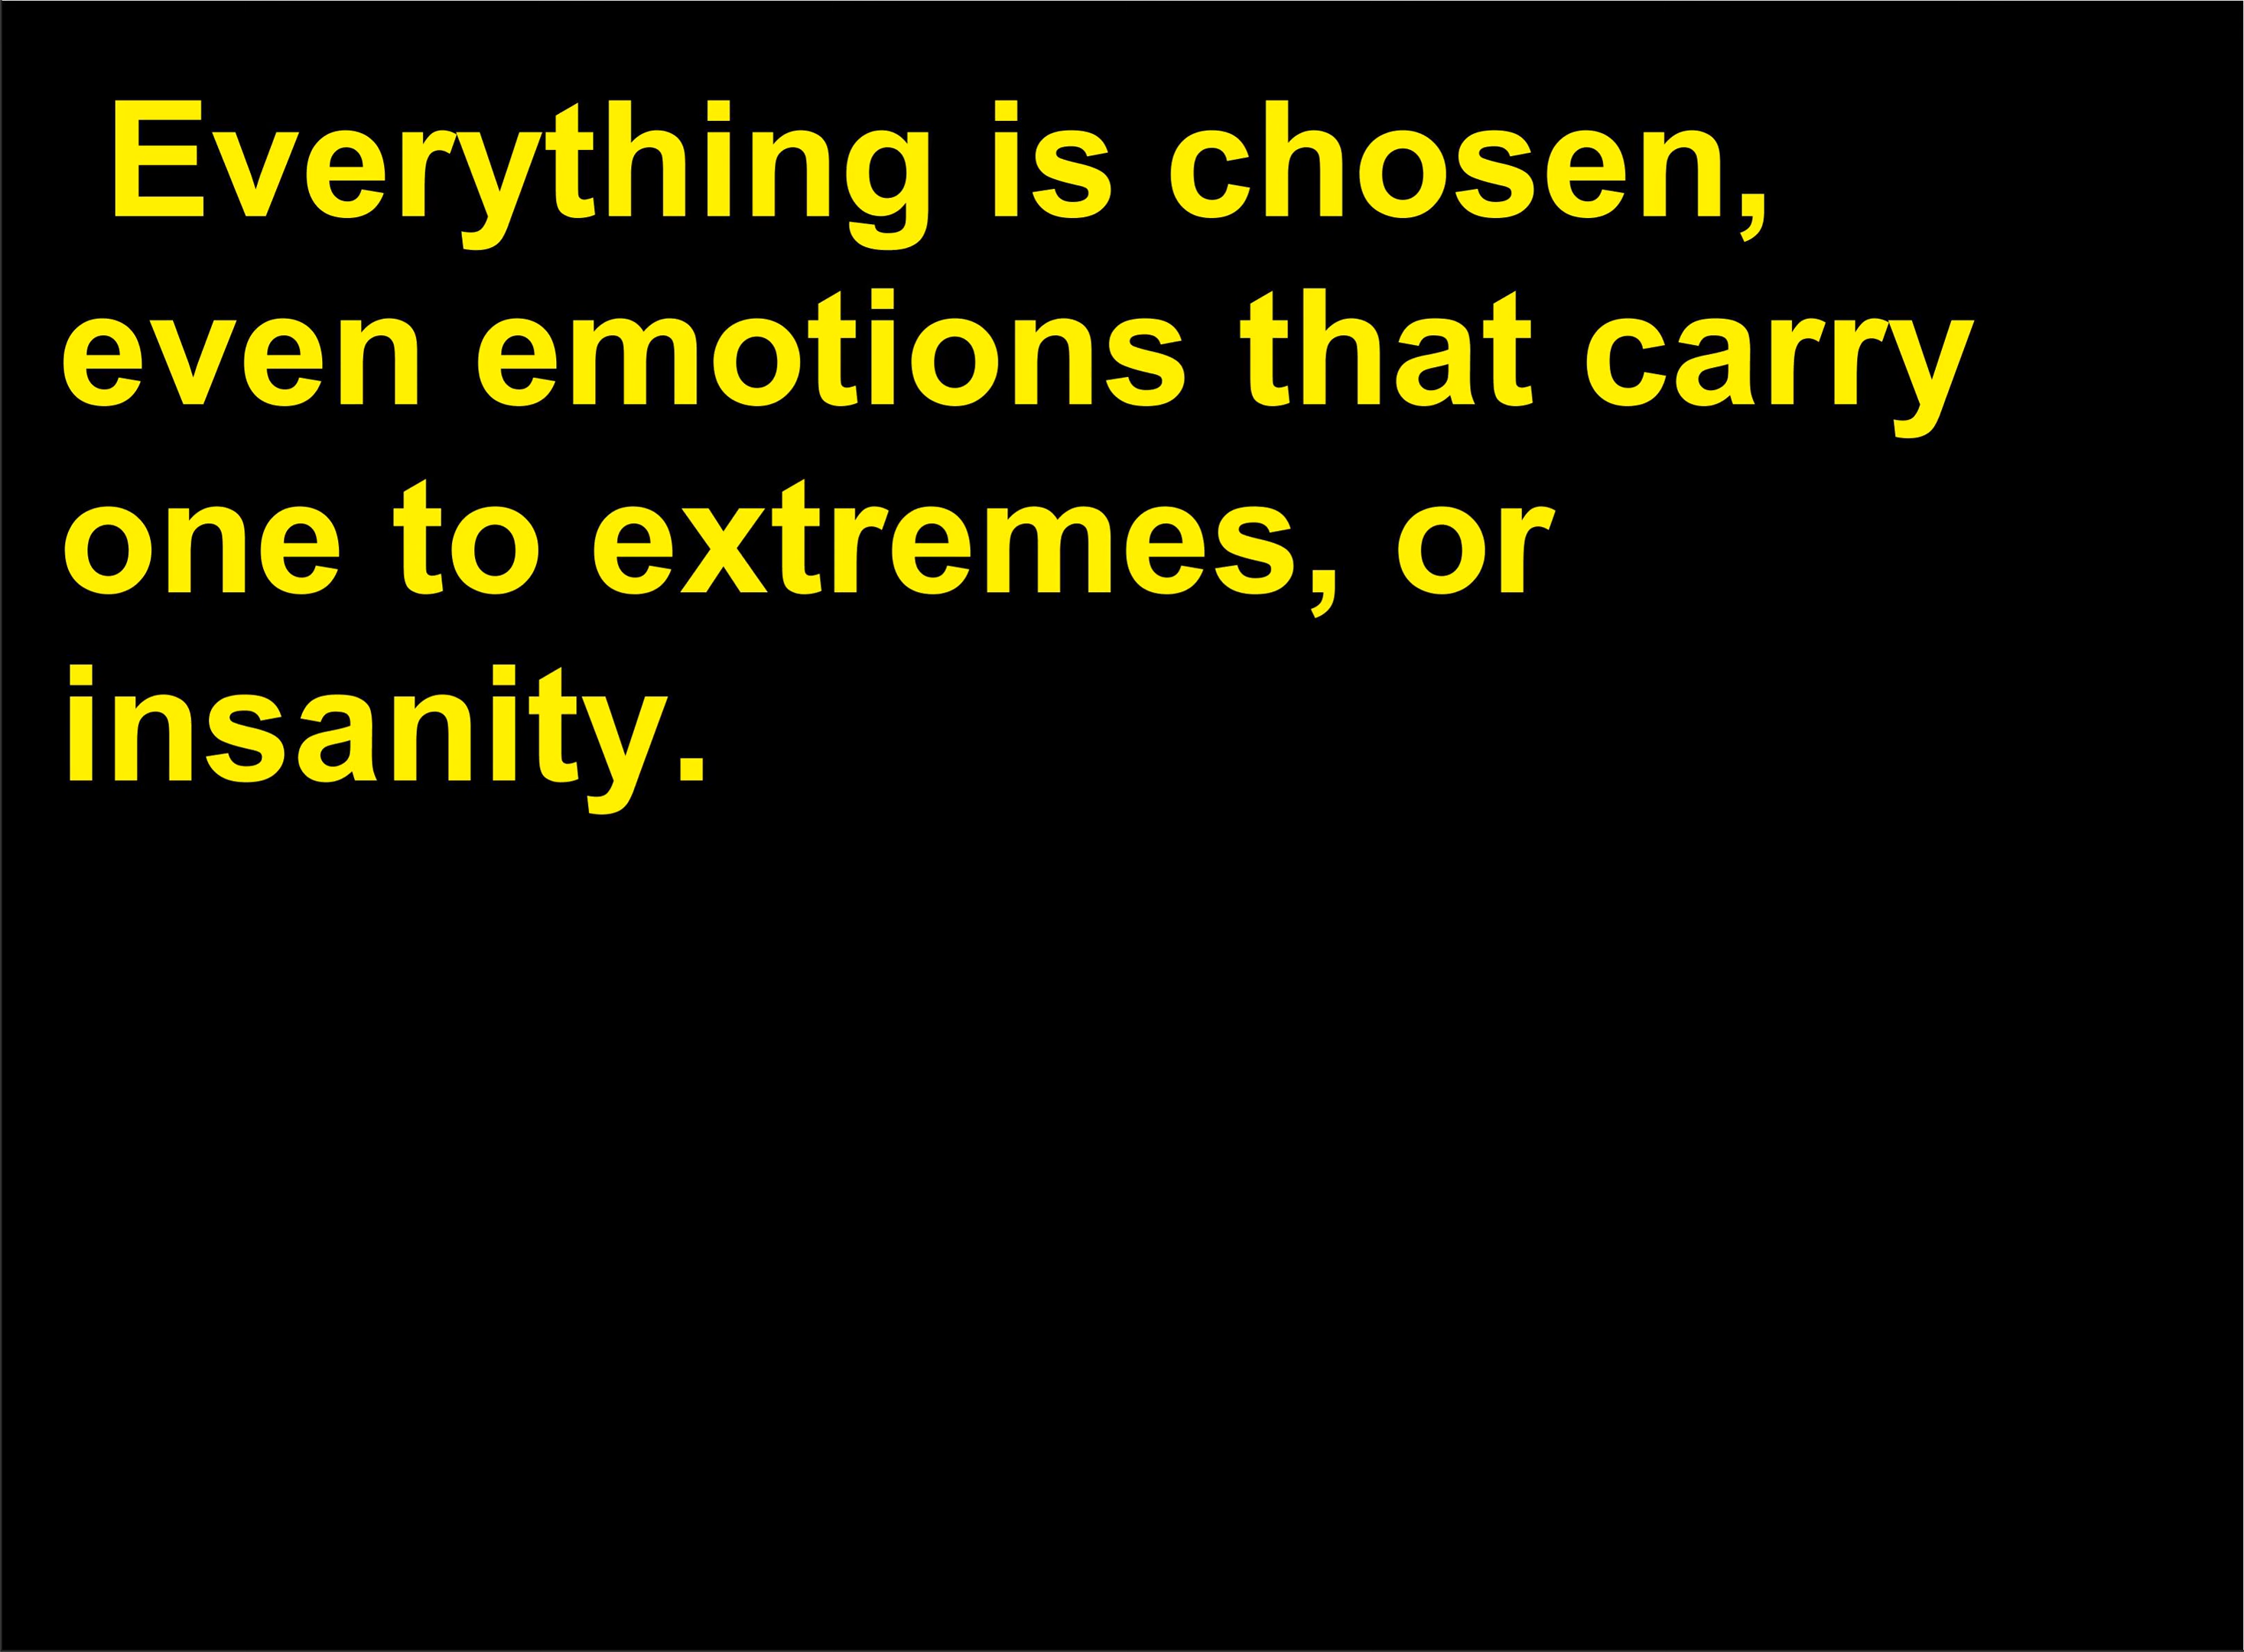 Everything is chosen,
even emotions that carry
one to extremes, or
insanity.